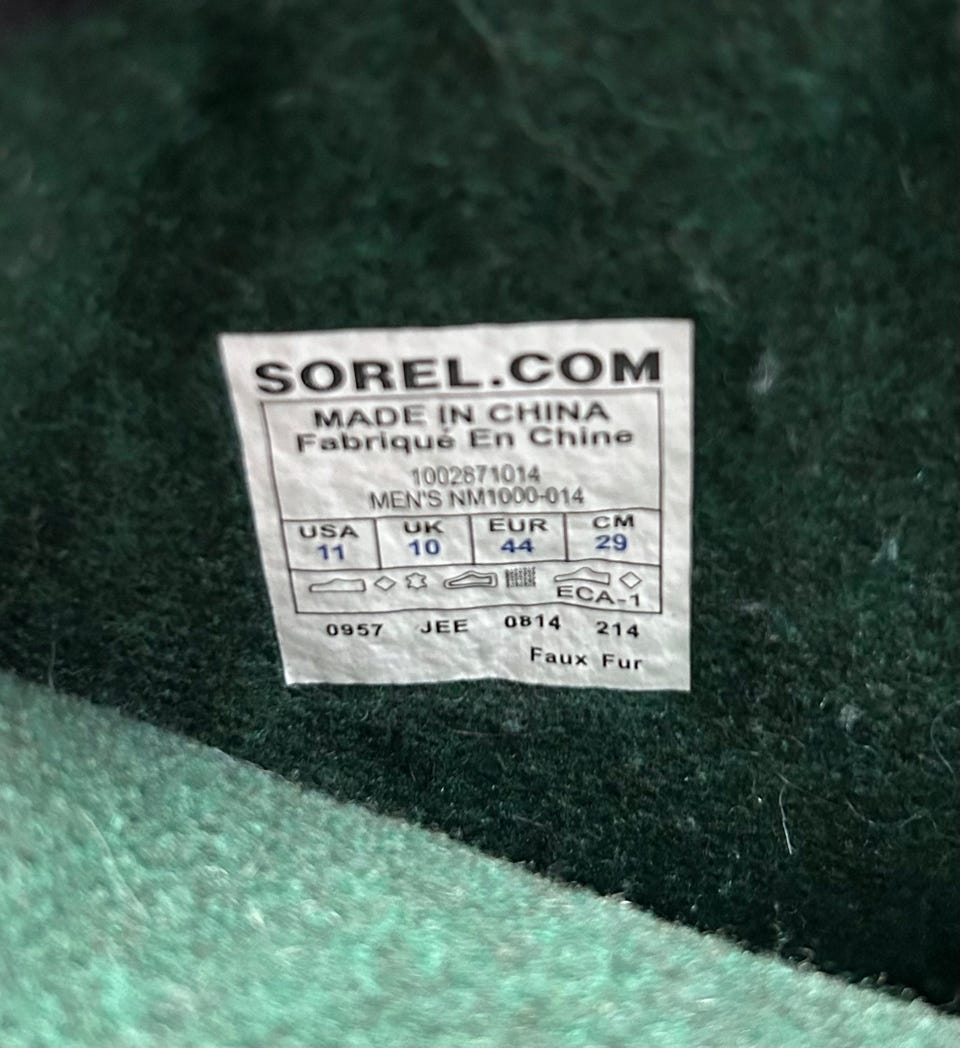 SOREL.COM
MADE IN CHINA
Fabriqué En Chine
1002871014
MEN'S NM1000-014
USA UK EUR CM
11 10 44 29
ECA-1
0957 JEE 0814 214
Faux Fur